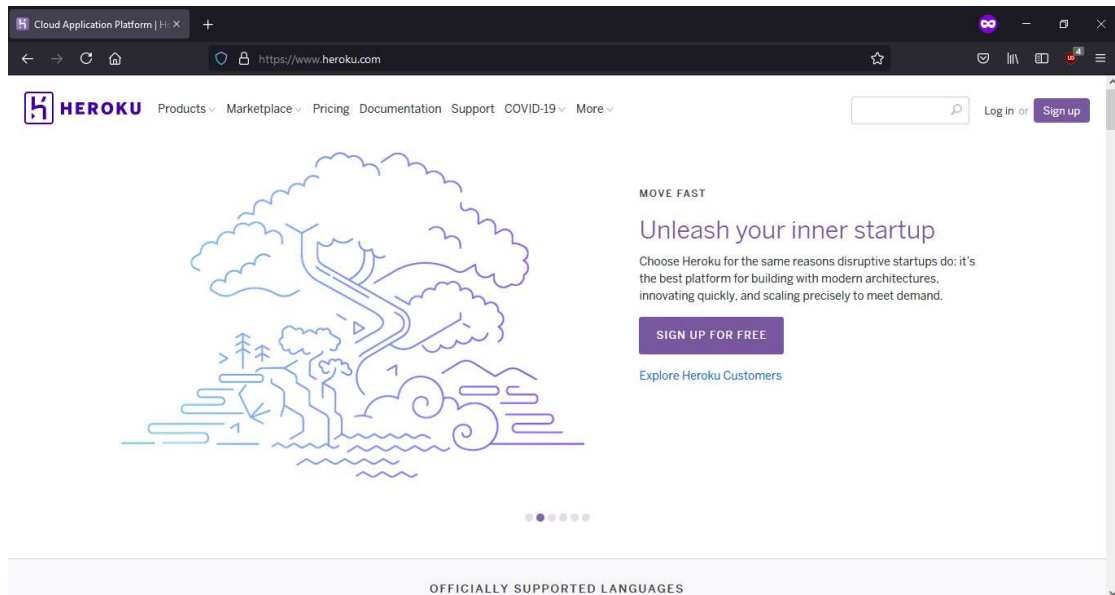 Cloud Application Platform | He
https://www.heroku.com
4
HEROKU Products Marketplace Pricing Documentation Support COVID-19 More Log in or Sign up
MOVE FAST
Unleash your inner startup
Choose Heroku for the same reasons disruptive startups do: it's
the best platform for building with modern architectures,
innovating quickly, and scaling precisely to meet demand.
SIGN UP FOR FREE
Explore Heroku Customers
OFFICIALLY SUPPORTED LANGUAGES